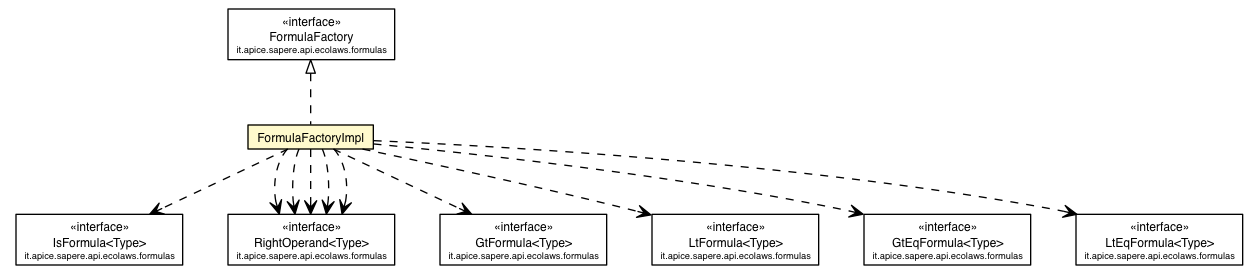 «interface»
FormulaFactory
it.apice.sapere.api.ecolaws.formulas
FormulaFactoryImpl
«interface»
IsFormula<Type>
it.apice.sapere.api.ecolaws.formulas
«interface»
RightOperand<Type>
it.apice.sapere.api.ecolaws.formulas
«interface»
GtFormula<Type>
it.apice.sapere.api.ecolaws.formulas
«interface»
LtFormula<Type>
it.apice.sapere.api.ecolaws.formulas
«interface»
GtEqFormula<Type>
it.apice.sapere.api.ecolaws.formulas
«interface»
LtEqFormula<Type>
it.apice.sapere.api.ecolaws.formulas